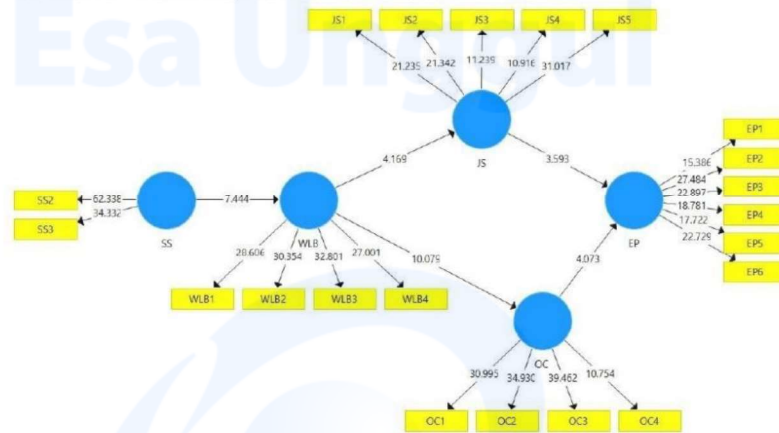 Esa Unggul
JS1 JS2 JS3 JS4 JS5
21.235 21.342 11.239 10.916 31.017
JS
4.169 3.593
EP1
15.386
EP2
27.484
EP3
22.897
EP4
18.781
EP5
17.722
EP6
22.729
EP
SS2 62.338
SS3 34.332
SS
7.444
WLB
28.606 30.354 32.801 27.001
WLB1 WLB2 WLB3 WLB4
10.079
4.073
OC
30.995 34.930 39.462 10.754
OC1 OC2 OC3 OC4